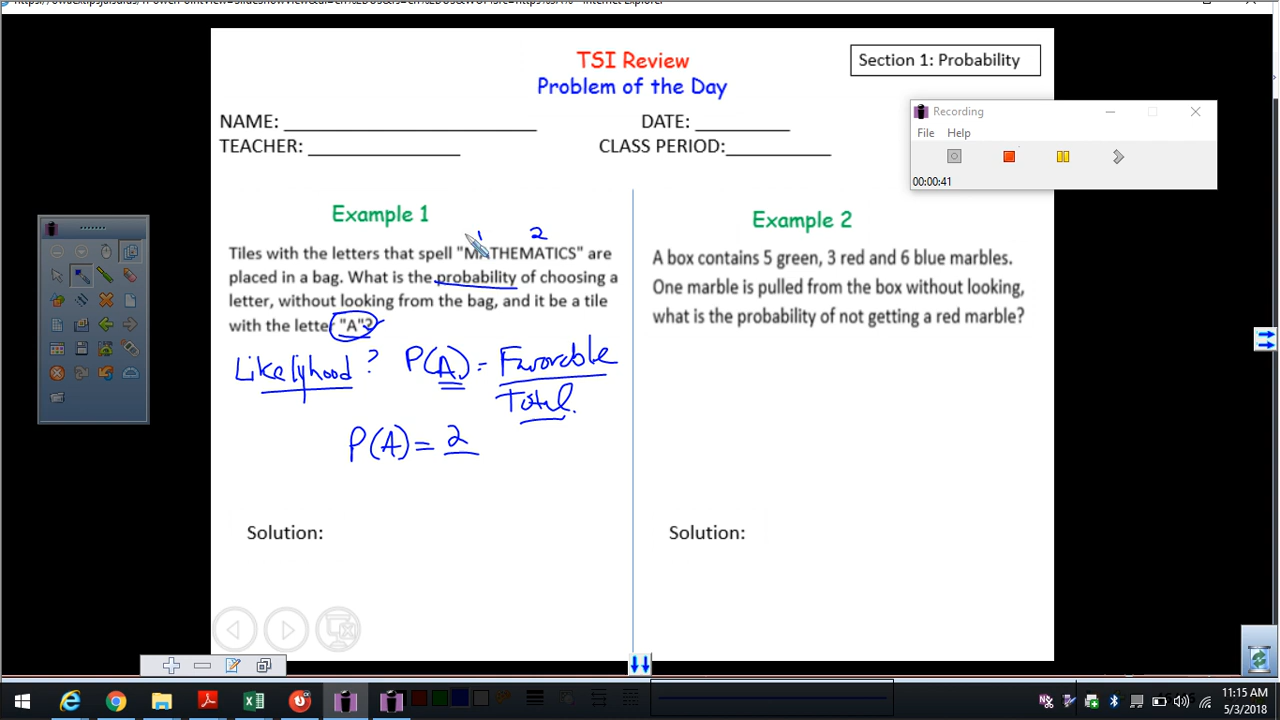 TSI Review
Problem of the Day
Section 1: Probability
NAME: ________________________ DATE: _________
TEACHER: ______________ CLASS PERIOD:__________
Recording
File Help
00:00:41
Example 1
1 2
Tiles with the letters that spell "MATHEMATICS" are
placed in a bag. What is the probability of choosing a
letter, without looking from the bag, and it be a tile
with the letter "A"?
Likelyhood ? P(A) = Favorable
Total.
P(A) = 2
Solution:
Example 2
A box contains 5 green, 3 red and 6 blue marbles.
One marble is pulled from the box without looking,
what is the probability of not getting a red marble?
Solution:
11:15 AM
5/3/2018